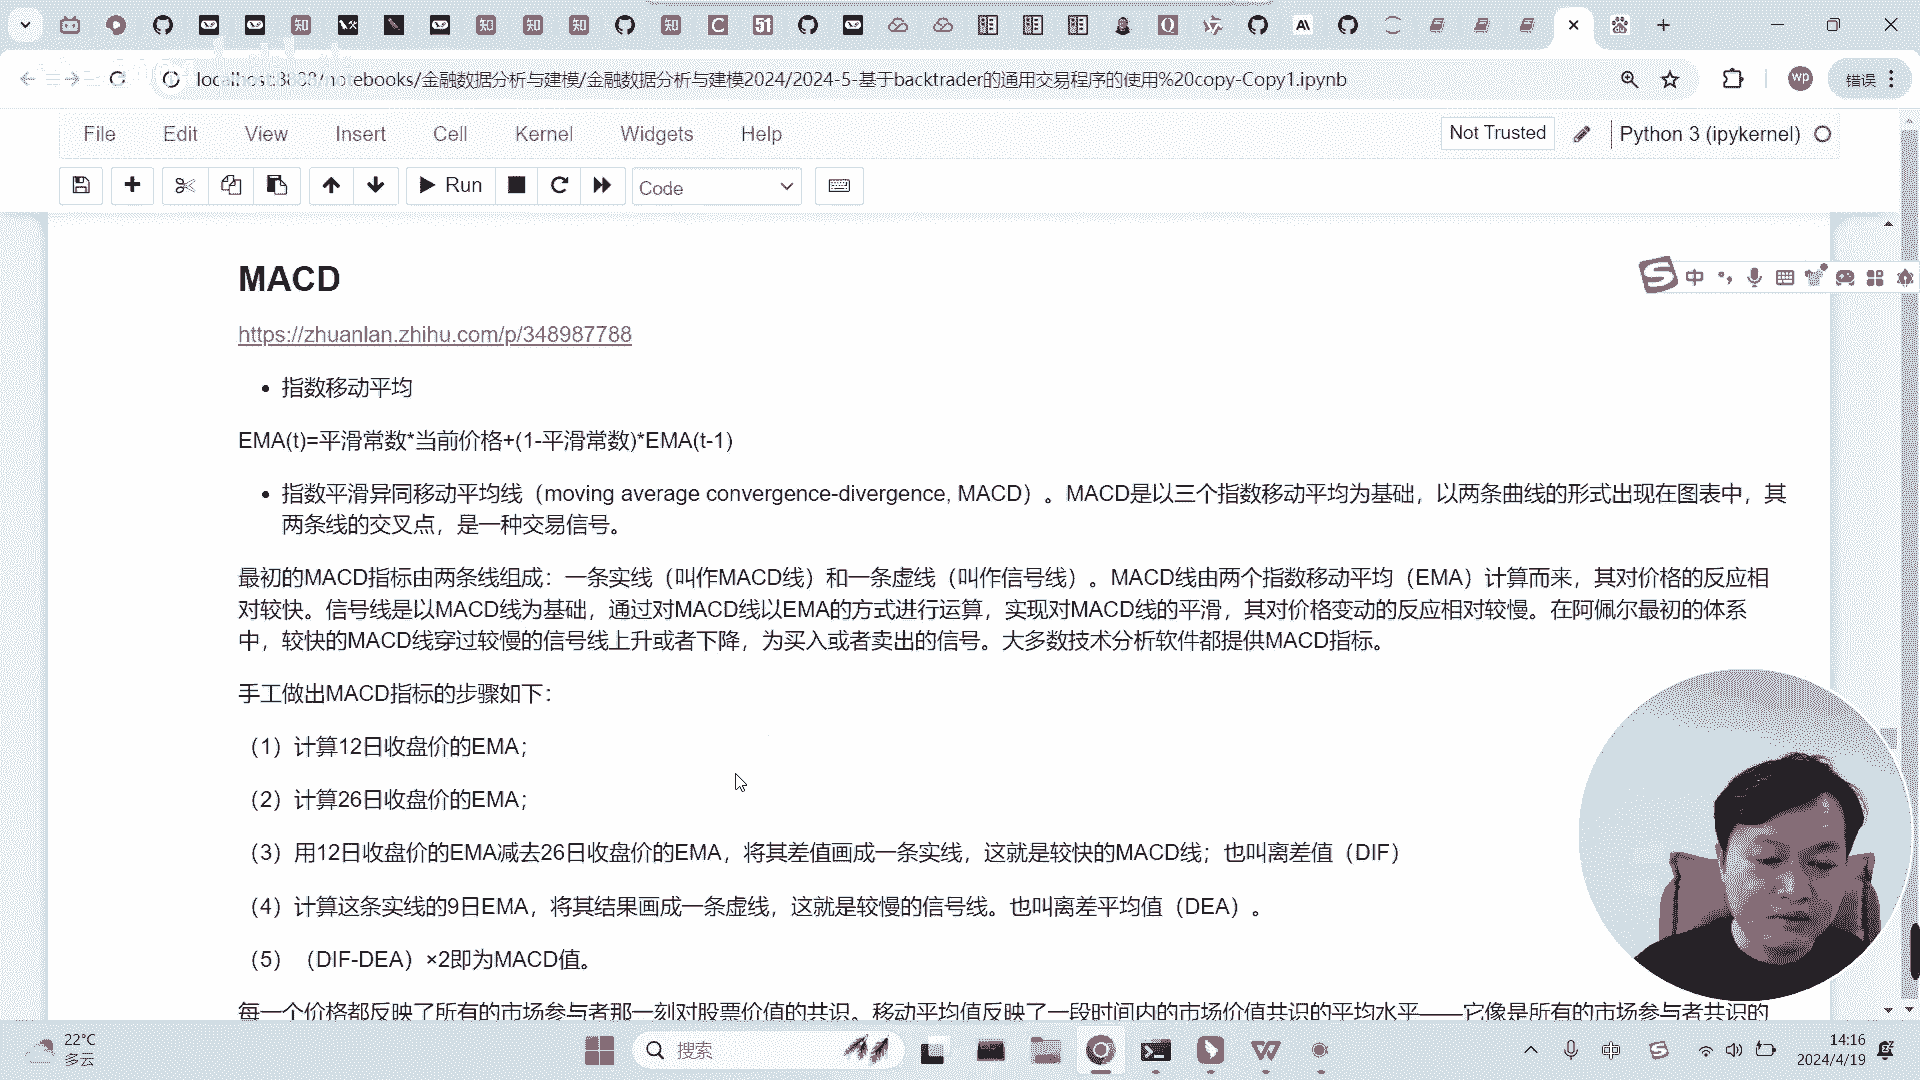 localhost:8888/notebooks/金融数据分析与建模/金融数据分析与建模2024/2024-5-基于backtrader的通用交易程序的使用%20copy-Copy1.ipynb
wp
错误
File Edit View Insert Cell Kernel Widgets Help
Not Trusted
Python 3 (ipykernel)
Run
Code
中
MACD
https://zhuanlan.zhihu.com/p/348987788
• 指数移动平均
EMA(t)=平滑常数*当前价格+(1-平滑常数)*EMA(t-1)
• 指数平滑异同移动平均线（moving average convergence-divergence, MACD）。MACD是以三个指数移动平均为基础，以两条曲线的形式出现在图表中，其
两条线的交叉点，是一种交易信号。
最初的MACD指标由两条线组成：一条实线（叫作MACD线）和一条虚线（叫作信号线）。MACD线由两个指数移动平均（EMA）计算而来，其对价格的反应相
对较快。信号线是以MACD线为基础，通过对MACD线以EMA的方式进行运算，实现对MACD线的平滑，其对价格变动的反应相对较慢。在阿佩尔最初的体系
中，较快的MACD线穿过较慢的信号线上升或者下降，为买入或者卖出的信号。大多数技术分析软件都提供MACD指标。
手工做出MACD指标的步骤如下：
（1）计算12日收盘价的EMA；
（2）计算26日收盘价的EMA；
（3）用12日收盘价的EMA减去26日收盘价的EMA，将其差值画成一条实线，这就是较快的MACD线；也叫离差值（DIF）
（4）计算这条实线的9日EMA，将其结果画成一条虚线，这就是较慢的信号线。也叫离差平均值（DEA）。
（5）（DIF-DEA）×2即为MACD值。
每一个价格都反映了所有的市场参与者那一刻对股票价值的共识。移动平均值反映了一段时间内的市场价值共识的平均水平——它像是所有的市场参与者共识的
22°C
多云
搜索
中
14:16
2024/4/19